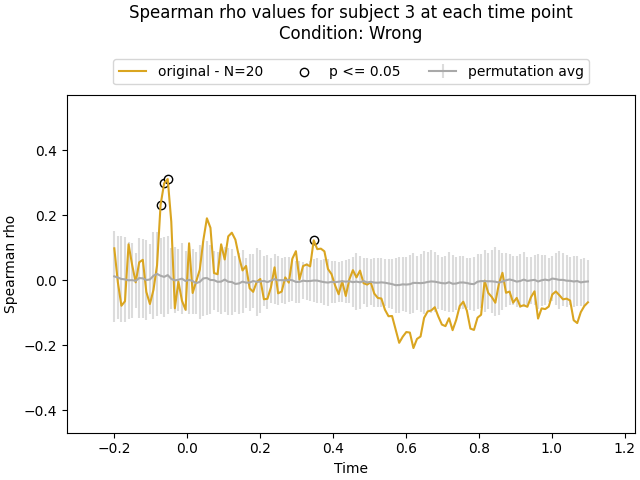 Spearman rho values for subject 3 at each time point
Condition: Wrong
original - N=20
p <= 0.05
permutation avg
Spearman rho
0.4
0.2
0.0
−0.2
−0.4
−0.2
0.0
0.2
0.4
0.6
0.8
1.0
1.2
Time